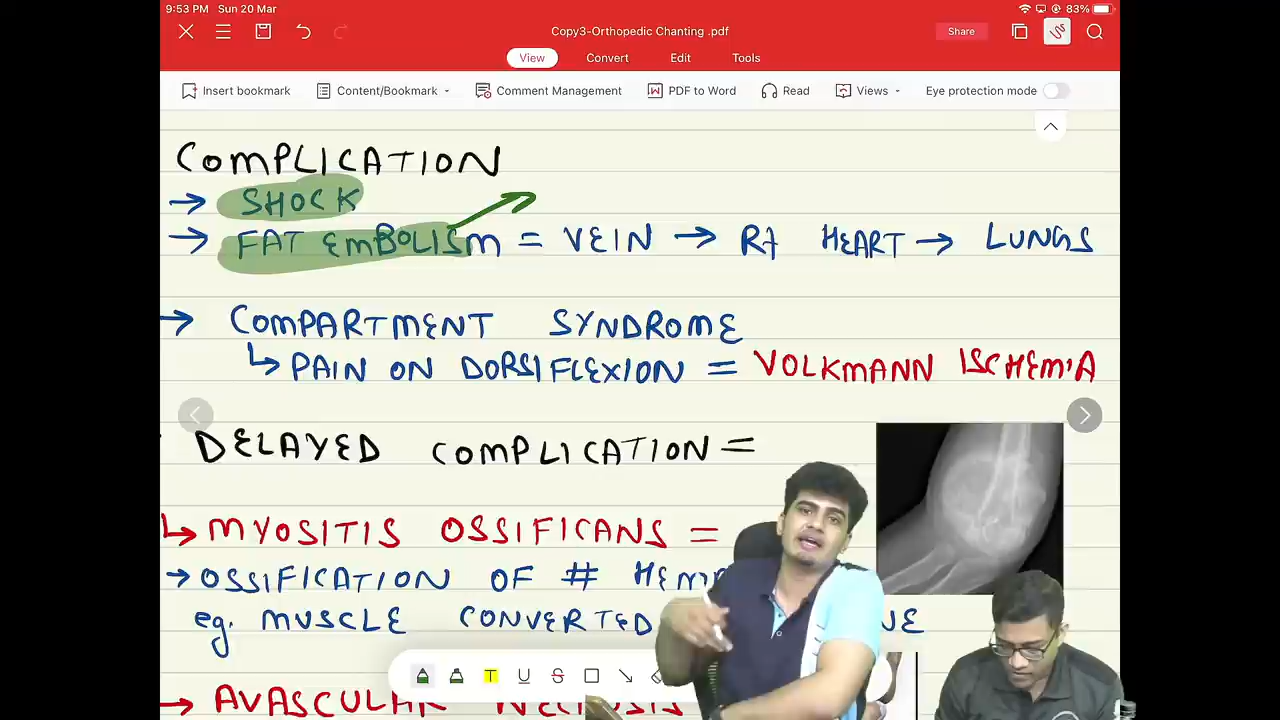 9:53 PM Sun 20 Mar 83%
Copy3-Orthopedic Chanting .pdf
Share
View Convert Edit Tools
Insert bookmark Content/Bookmark Comment Management PDF to Word Read Views Eye protection mode
COMPLICATION
→ SHOCK
→ FAT EMBOLISM = VEIN → Rt HEART → LUNGS
→ COMPARTMENT SYNDROME
↳ PAIN ON DORSIFLEXION = VOLKMANN ISCHEMIA
DELAYED COMPLICATION =
↳ MYOSITIS OSSIFICANS =
→ OSSIFICATION OF #
eg. MUSCLE CONVERTED
→ AVASCULAR NECROSIS